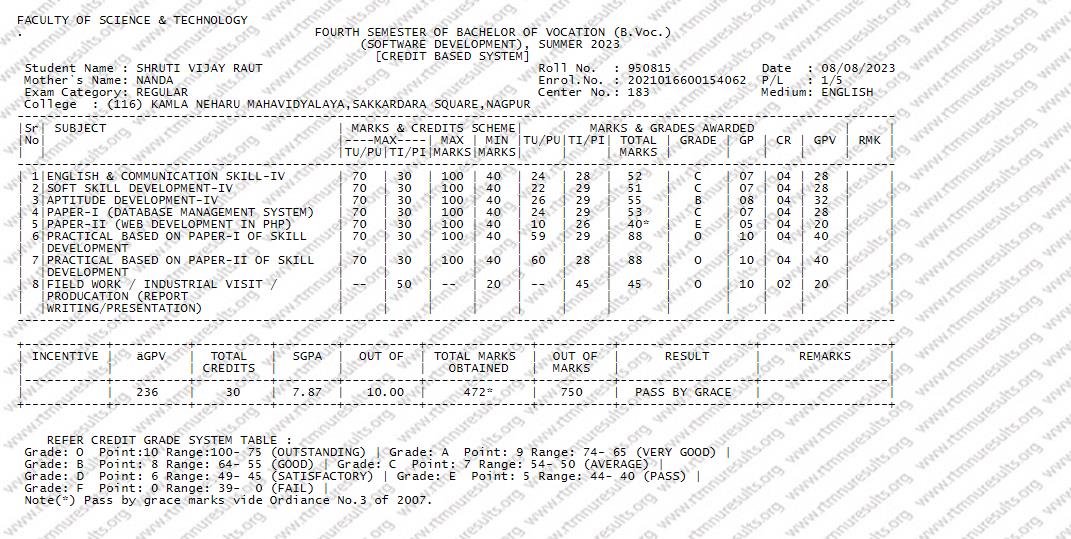 FACULTY OF SCIENCE & TECHNOLOGY
.
FOURTH SEMESTER OF BACHELOR OF VOCATION (B.Voc.)
(SOFTWARE DEVELOPMENT), SUMMER 2023
[CREDIT BASED SYSTEM]
Student Name : SHRUTI VIJAY RAUT Roll No. : 950815 Date : 08/08/2023
Mother`s Name: NANDA Enrol.No. : 2021016600154062 P/L : 1/5
Exam Category: REGULAR Center No.: 183 Medium: ENGLISH
College : (116) KAMLA NEHARU MAHAVIDYALAYA,SAKKARDARA SQUARE,NAGPUR
|Sr| SUBJECT | MARKS & CREDITS SCHEME| MARKS & GRADES AWARDED | |
|No| |----MAX----| MAX | MIN |TU/PU|TI/PI| TOTAL | GRADE | GP | CR | GPV | RMK |
| | |TU/PU|TI/PI|MARKS|MARKS| | | MARKS | | | | | |
| 1|ENGLISH & COMMUNICATION SKILL-IV | 70 | 30 | 100 | 40 | 24 | 28 | 52 | C | 07 | 04 | 28 | |
| 2|SOFT SKILL DEVELOPMENT-IV | 70 | 30 | 100 | 40 | 22 | 29 | 51 | C | 07 | 04 | 28 | |
| 3|APTITUDE DEVELOPMENT-IV | 70 | 30 | 100 | 40 | 26 | 29 | 55 | B | 08 | 04 | 32 | |
| 4|PAPER-I (DATABASE MANAGEMENT SYSTEM) | 70 | 30 | 100 | 40 | 24 | 29 | 53 | C | 07 | 04 | 28 | |
| 5|PAPER-II (WEB DEVELOPMENT IN PHP) | 70 | 30 | 100 | 40 | 10 | 26 | 40* | E | 05 | 04 | 20 | |
| 6|PRACTICAL BASED ON PAPER-I OF SKILL | 70 | 30 | 100 | 40 | 59 | 29 | 88 | O | 10 | 04 | 40 | |
| |DEVELOPMENT | | | | | | | | | | | | |
| 7|PRACTICAL BASED ON PAPER-II OF SKILL | 70 | 30 | 100 | 40 | 60 | 28 | 88 | O | 10 | 04 | 40 | |
| |DEVELOPMENT | | | | | | | | | | | | |
| 8|FIELD WORK / INDUSTRIAL VISIT / | -- | 50 | -- | 20 | -- | 45 | 45 | O | 10 | 02 | 20 | |
| |PRODUCATION (REPORT | | | | | | | | | | | | |
| |WRITING/PRESENTATION) | | | | | | | | | | | | |
| INCENTIVE | äGPV | TOTAL | SGPA | OUT OF | TOTAL MARKS | OUT OF | RESULT | REMARKS |
| | | CREDITS | | | OBTAINED | MARKS | | |
| | 236 | 30 | 7.87 | 10.00 | 472* | 750 | PASS BY GRACE | |
REFER CREDIT GRADE SYSTEM TABLE :
Grade: O Point:10 Range:100- 75 (OUTSTANDING) | Grade: A Point: 9 Range: 74- 65 (VERY GOOD) |
Grade: B Point: 8 Range: 64- 55 (GOOD) | Grade: C Point: 7 Range: 54- 50 (AVERAGE) |
Grade: D Point: 6 Range: 49- 45 (SATISFACTORY) | Grade: E Point: 5 Range: 44- 40 (PASS) |
Grade: F Point: 0 Range: 39- 0 (FAIL) |
Note(*) Pass by grace marks vide Ordiance No.3 of 2007.
www.rtmnuresults.org